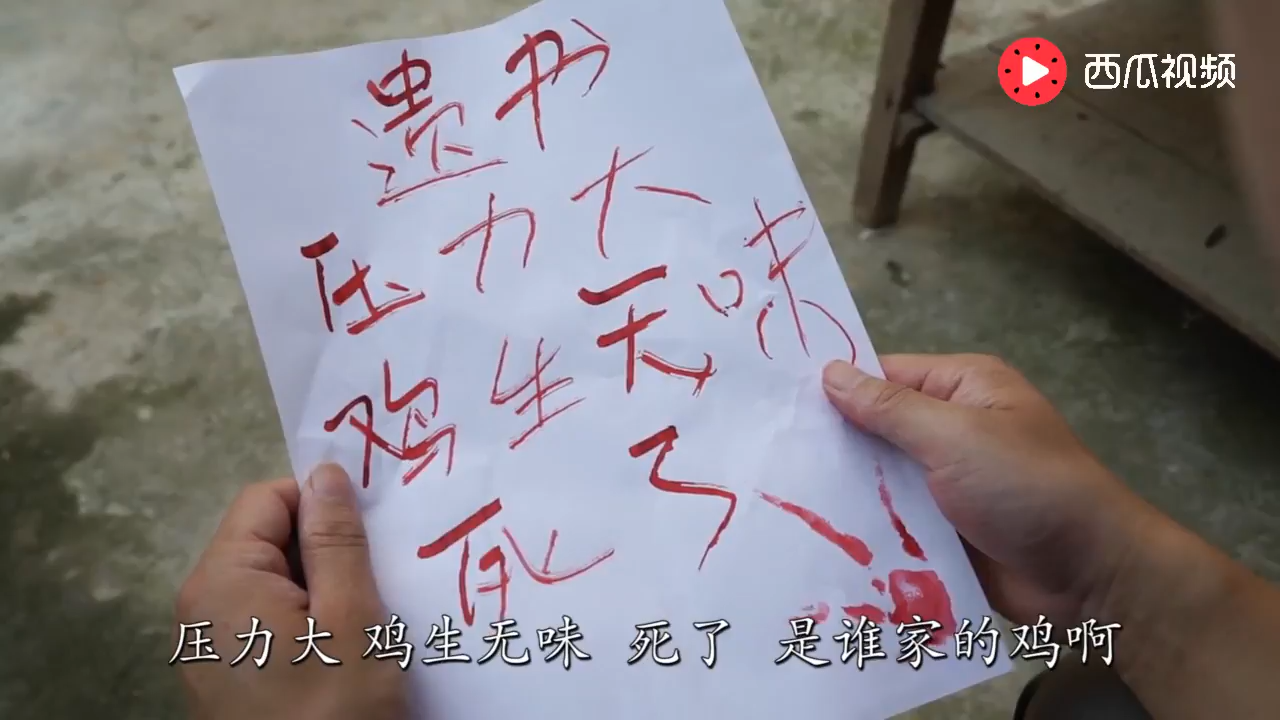 西瓜视频
遗书
压力大
鸡生无味
死了!
压力大 鸡生无味 死了 是谁家的鸡啊